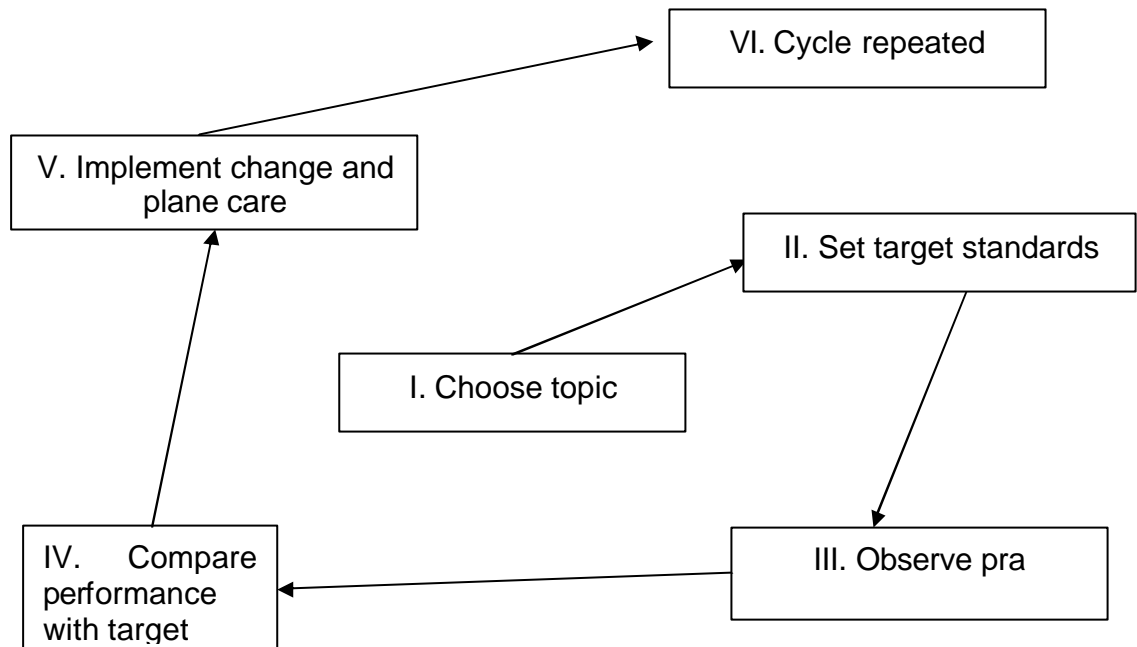 VI. Cycle repeated
V. Implement change and
plane care
II. Set target standards
I. Choose topic
III. Observe pra
IV. Compare
performance
with target